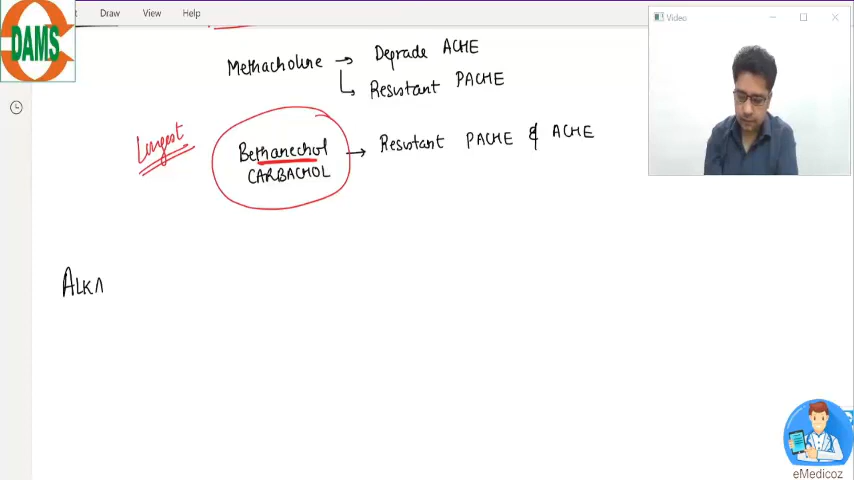 DAMS
Draw View Help
Video
Methacholine → Degrade ACHE
Resistant PACHE
Longest
Bethanechol → Resistant PACHE & ACHE
CARBACHOL
ALKA
eMedicoz